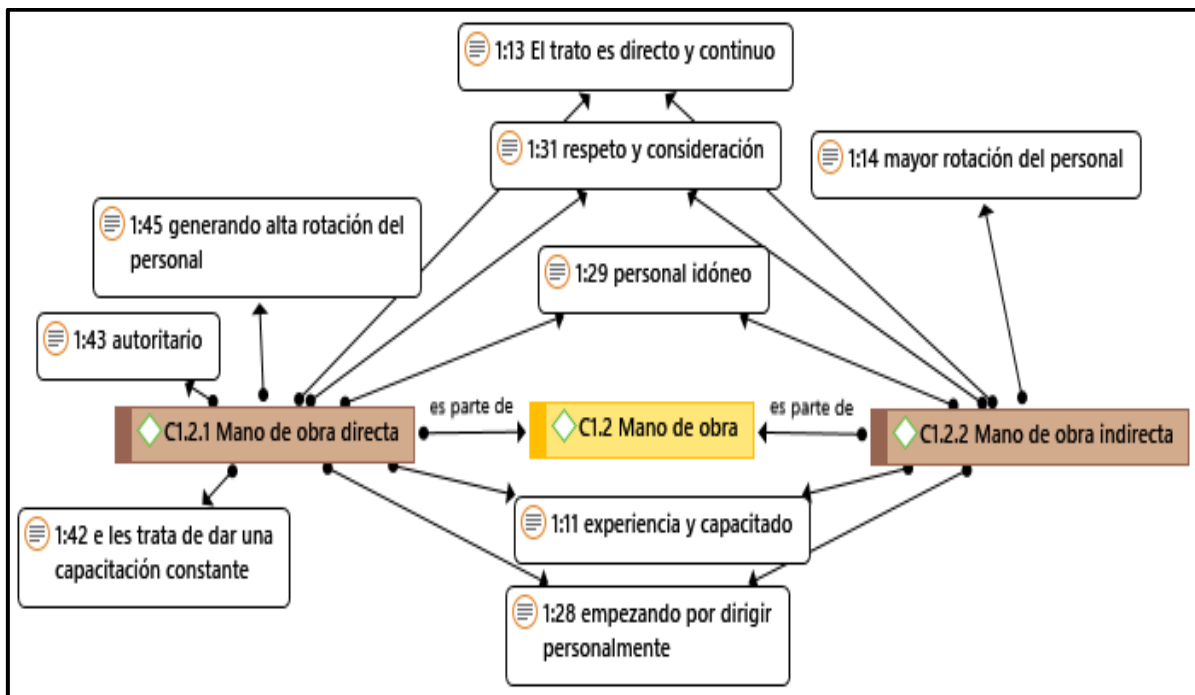 1:13 El trato es directo y continuo
1:31 respeto y consideración
1:14 mayor rotación del personal
1:45 generando alta rotación del
personal
1:29 personal idóneo
1:43 autoritario
es parte de
es parte de
C1.2.1 Mano de obra directa
C1.2 Mano de obra
C1.2.2 Mano de obra indirecta
1:42 e les trata de dar una
capacitación constante
1:11 experiencia y capacitado
1:28 empezando por dirigir
personalmente